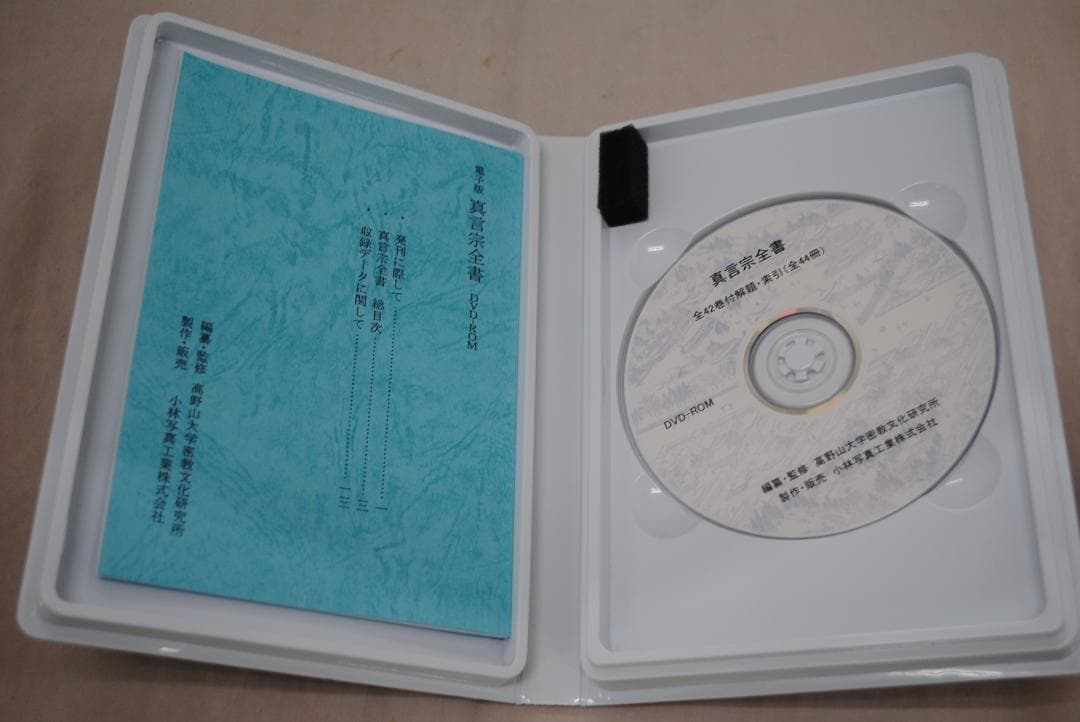 電子版 真言宗全書 DVD-ROM
・ 発刊に際して……………………一
・ 真言宗全書 総目次……………………三
・ 収録データに関して……………………一三
編纂・監修 高野山大学密教文化研究所
製作・販売 小林写真工業株式会社
真言宗全書
全42巻付解題・索引(全44冊)
DVD-ROM
編纂・監修 高野山大学密教文化研究所
製作・販売 小林写真工業株式会社